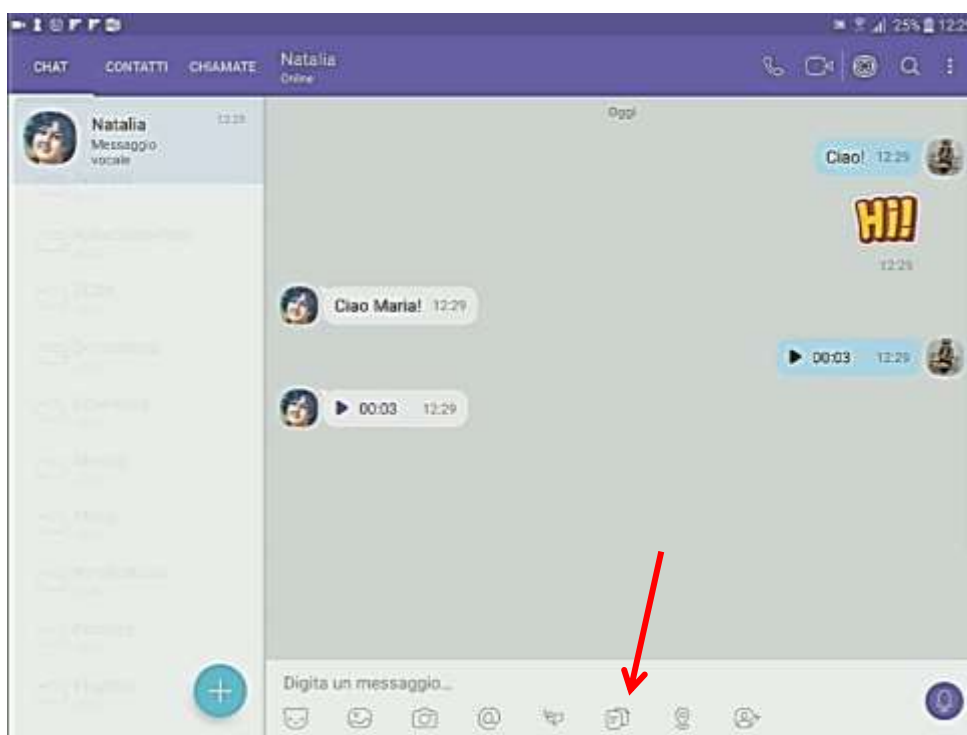 25% 12:29
CHAT CONTATTI CHIAMATE
Natalia
Online
Natalia 12:29
Messaggio
vocale
Oggi
Ciao! 12:29
Hi!
12:29
Ciao Maria! 12:29
00:03 12:29
00:03 12:29
Digita un messaggio...